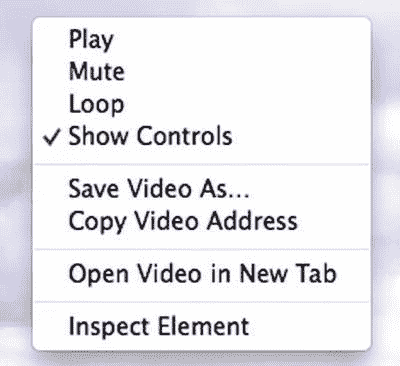 Play
Mute
Loop
✓ Show Controls
Save Video As...
Copy Video Address
Open Video in New Tab
Inspect Element